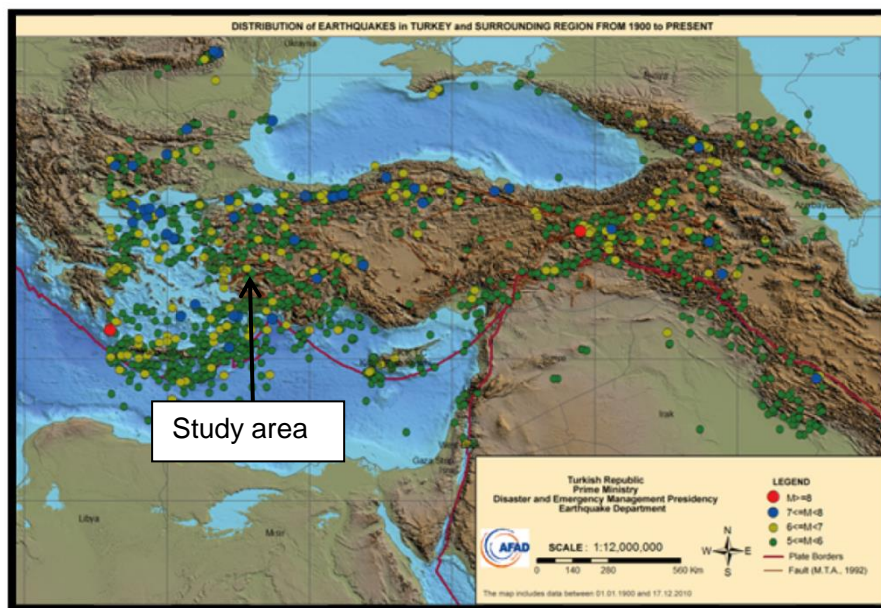 DISTRIBUTION of EARTHQUAKES in TURKEY and SURROUNDING REGION FROM 1900 to PRESENT
Study area
Irak
Libya
Turkish Republic
Prime Ministry
Disaster and Emergency Management Presidency
Earthquake Department
AFAD
SCALE : 1:12,000,000
0 140 280 560 Km
N
W E
S
LEGEND
M>=8
7<=M<8
6<=M<7
5<=M<6
Plate Borders
Fault (M.T.A., 1992)
The map includes data between 01.01.1900 and 17.12.2010